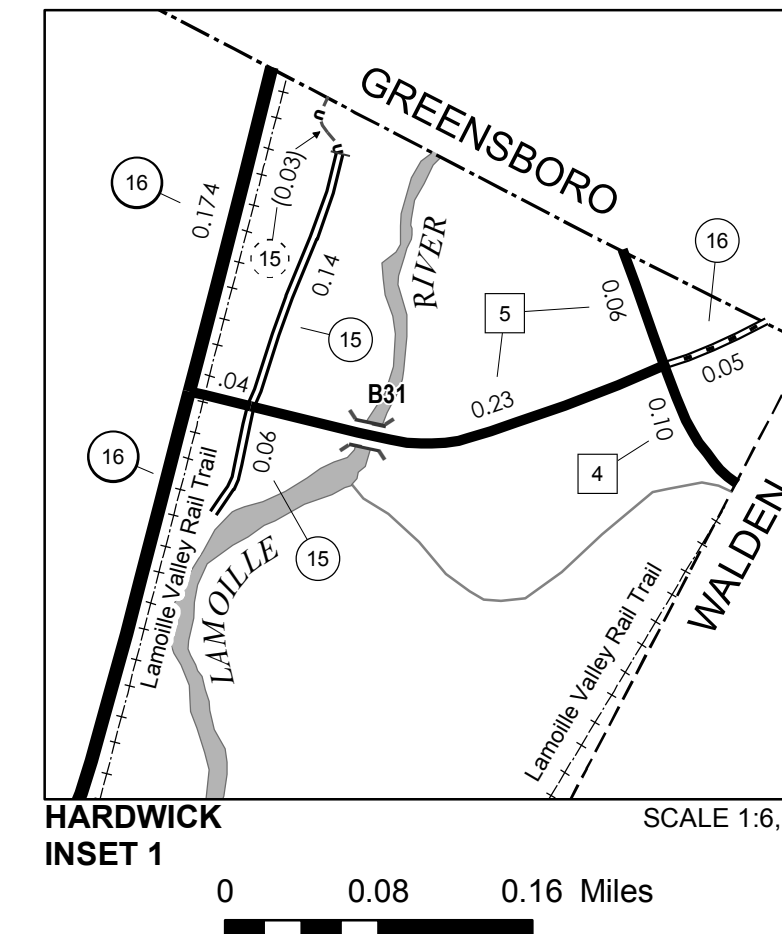 GREENSBORO
16
0.174
(0.03)
15
0.14
15
RIVER
5
0.06
16
.04
B31
0.23
0.05
16
0.06
0.10
4
15
Lamoille Valley Rail Trail
LAMOILLE
WALDEN
Lamoille Valley Rail Trail
HARDWICK
INSET 1
SCALE 1:6,
0 0.08 0.16 Miles